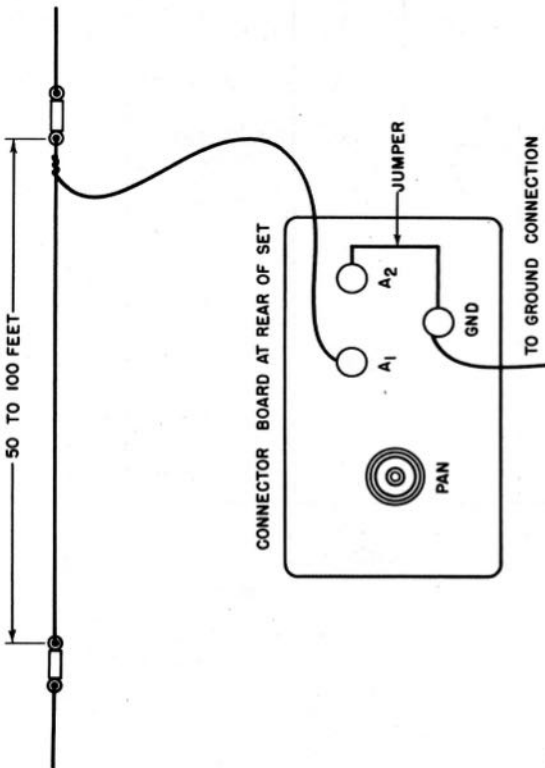 50 TO 100 FEET
CONNECTOR BOARD AT REAR OF SET
JUMPER
A1
A2
PAN
GND
TO GROUND CONNECTION